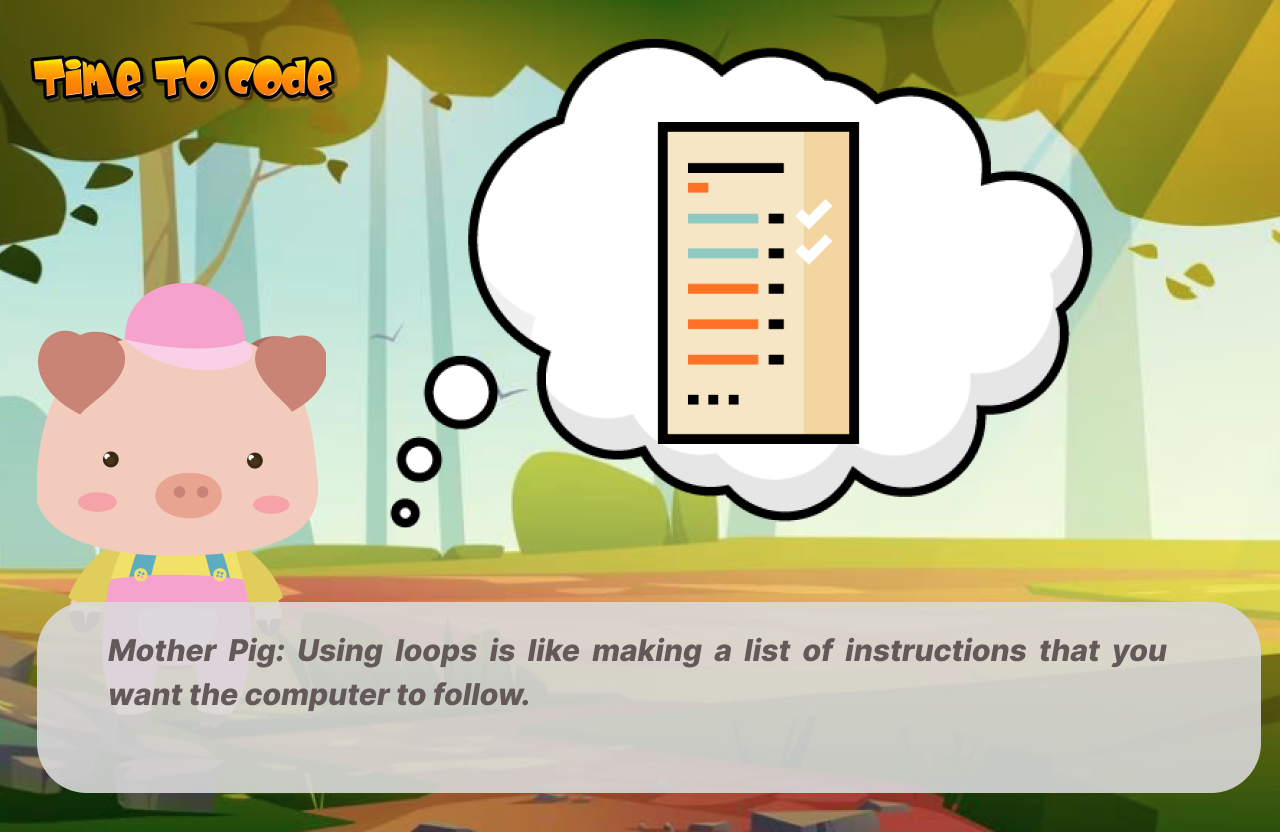 Time To Code
Mother Pig: Using loops is like making a list of instructions that you
want the computer to follow.